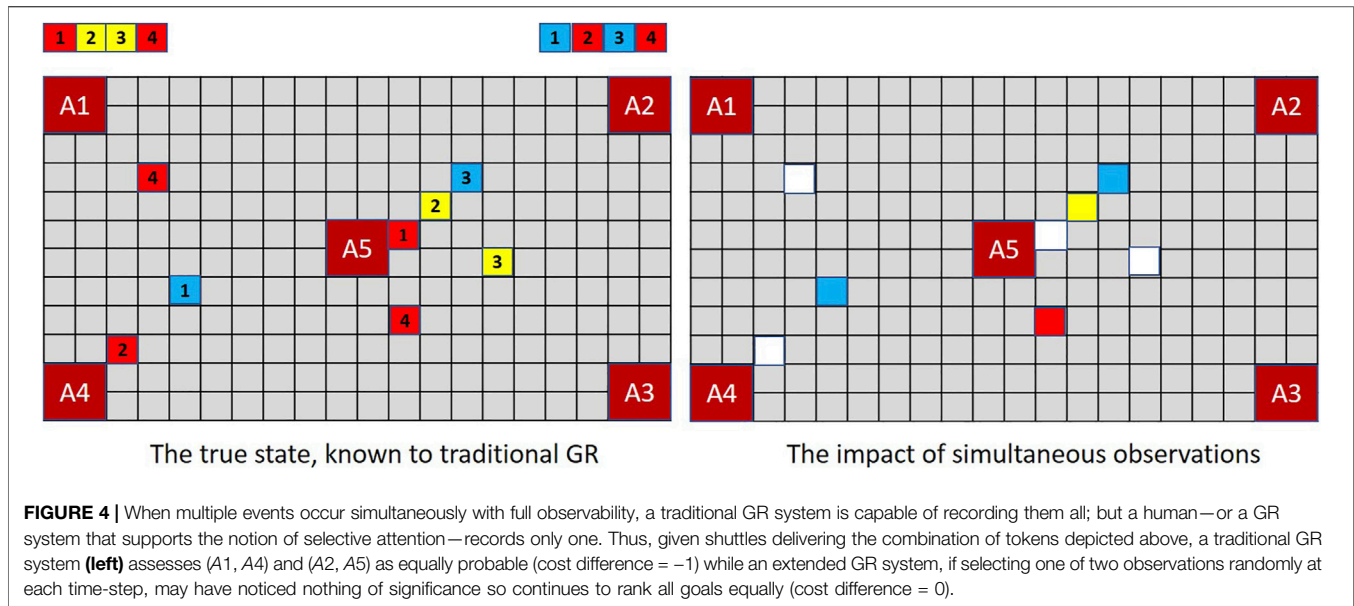 1 2 3 4
1 2 3 4
A1 A2
4 3
2
A5 1
3
1
4
2
A4 A3
A1 A2
A5
A4 A3
The true state, known to traditional GR
The impact of simultaneous observations
FIGURE 4 | When multiple events occur simultaneously with full observability, a traditional GR system is capable of recording them all; but a human—or a GR
system that supports the notion of selective attention—records only one. Thus, given shuttles delivering the combination of tokens depicted above, a traditional GR
system (left) assesses (A1, A4) and (A2, A5) as equally probable (cost difference = −1) while an extended GR system, if selecting one of two observations randomly at
each time-step, may have noticed nothing of significance so continues to rank all goals equally (cost difference = 0).